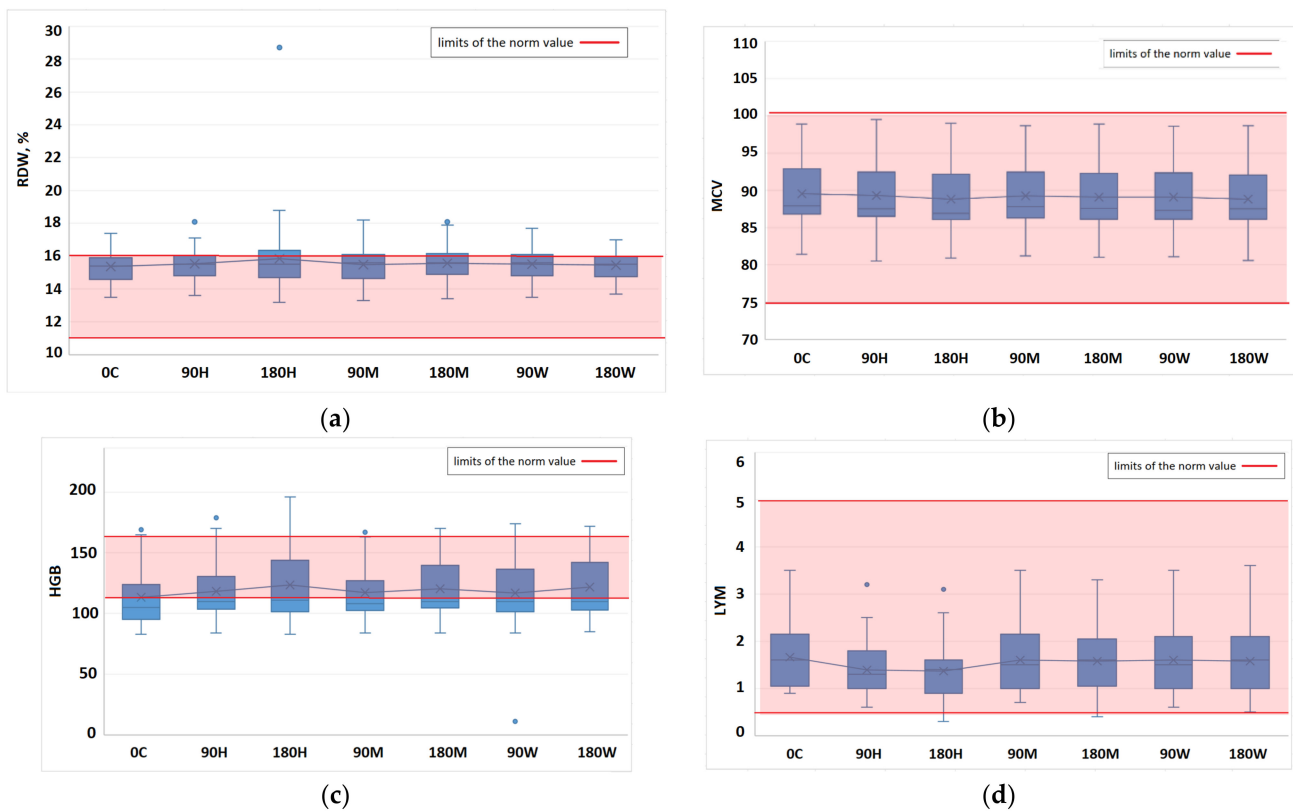 limits of the norm value
RDW, %
30
28
26
24
22
20
18
16
14
12
10
0C 90H 180H 90M 180M 90W 180W
(a)
limits of the norm value
MCV
110
105
100
95
90
85
80
75
70
0C 90H 180H 90M 180M 90W 180W
(b)
limits of the norm value
HGB
200
150
100
50
0
0C 90H 180H 90M 180M 90W 180W
(c)
limits of the norm value
LYM
6
5
4
3
2
1
0
0C 90H 180H 90M 180M 90W 180W
(d)